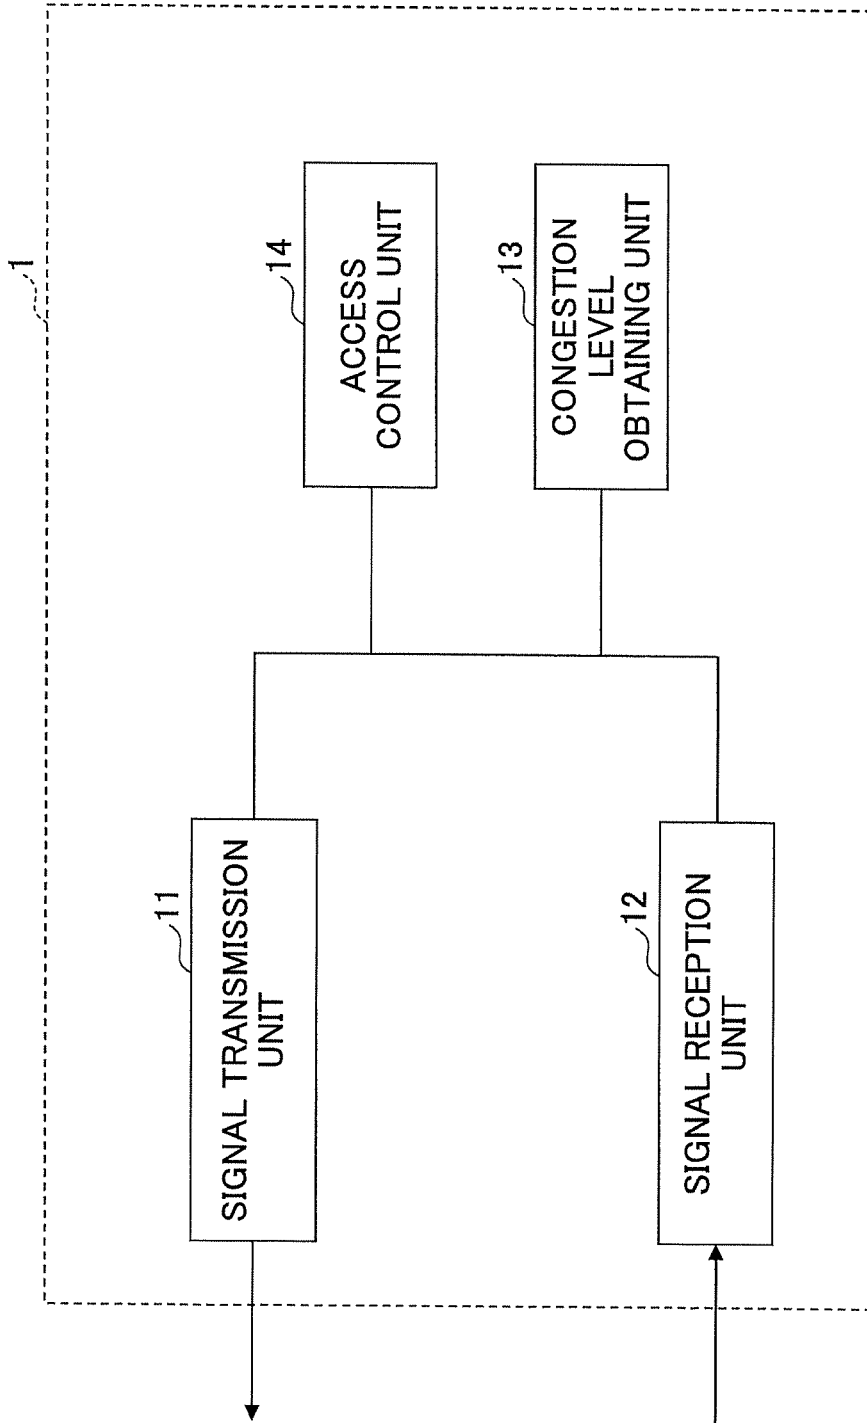 1
11
SIGNAL TRANSMISSION
UNIT
14
ACCESS
CONTROL UNIT
12
SIGNAL RECEPTION
UNIT
13
CONGESTION
LEVEL
OBTAINING UNIT